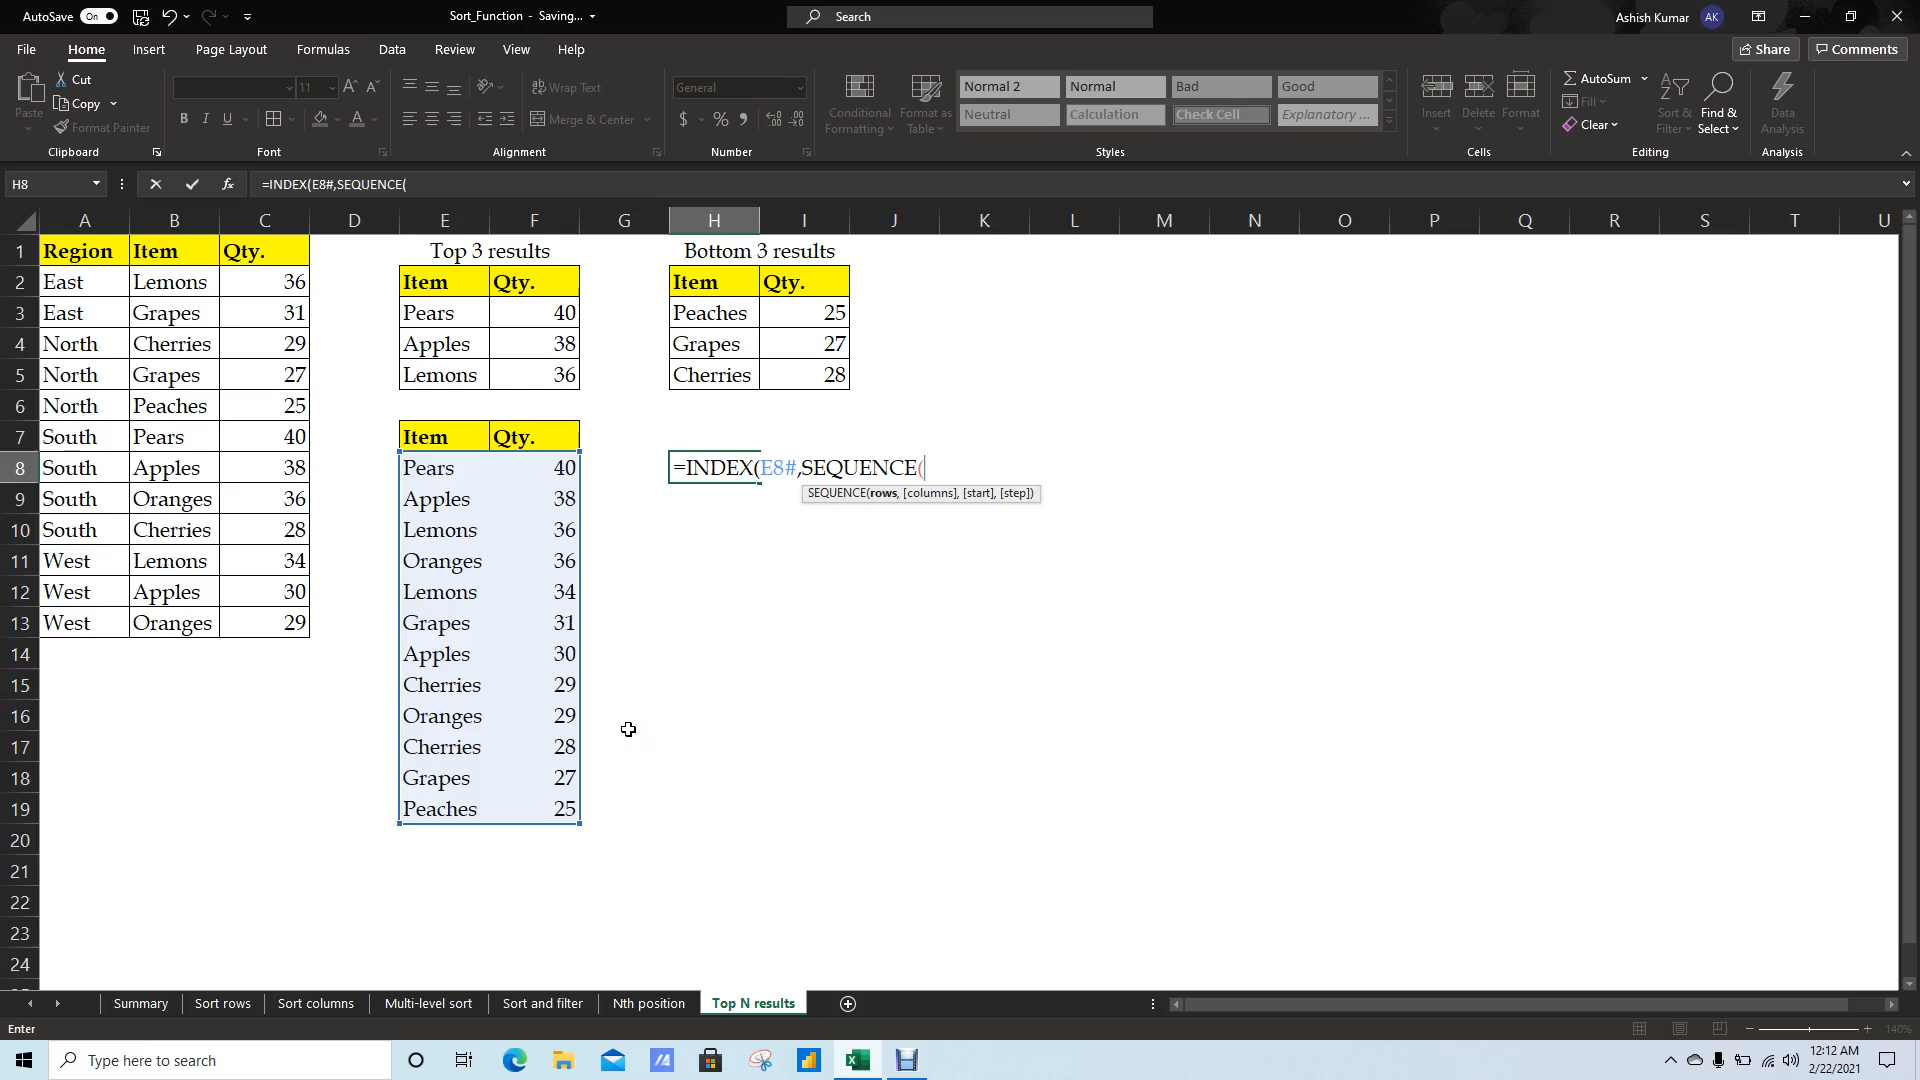 AutoSave On Sort_Function - Saving... Search Ashish Kumar AK
File Home Insert Page Layout Formulas Data Review View Help Share Comments
Paste Cut Copy Format Painter
Clipboard
11
B I U A
Font
Wrap Text
Merge & Center
Alignment
General
$ % 9
Number
Conditional Formatting Format as Table
Normal 2 Normal Bad Good
Neutral Calculation Check Cell Explanatory ...
Styles
Insert Delete Format
Cells
AutoSum Fill Clear
Sort & Filter Find & Select
Editing
Data Analysis
Analysis
H8 fx =INDEX(E8#,SEQUENCE(
A B C D E F G H I J K L M N O P Q R S T U
1 Region Item Qty. Top 3 results Bottom 3 results
2 East Lemons 36 Item Qty. Item Qty.
3 East Grapes 31 Pears 40 Peaches 25
4 North Cherries 29 Apples 38 Grapes 27
5 North Grapes 27 Lemons 36 Cherries 28
6 North Peaches 25
7 South Pears 40 Item Qty.
8 South Apples 38 Pears 40 =INDEX(E8#,SEQUENCE(
9 South Oranges 36 Apples 38 SEQUENCE(rows, [columns], [start], [step])
10 South Cherries 28 Lemons 36
11 West Lemons 34 Oranges 36
12 West Apples 30 Lemons 34
13 West Oranges 29 Grapes 31
14 Apples 30
15 Cherries 29
16 Oranges 29
17 Cherries 28
18 Grapes 27
19 Peaches 25
20
21
22
23
24
Summary Sort rows Sort columns Multi-level sort Sort and filter Nth position Top N results
Enter 140%
Type here to search 12:12 AM
2/22/2021